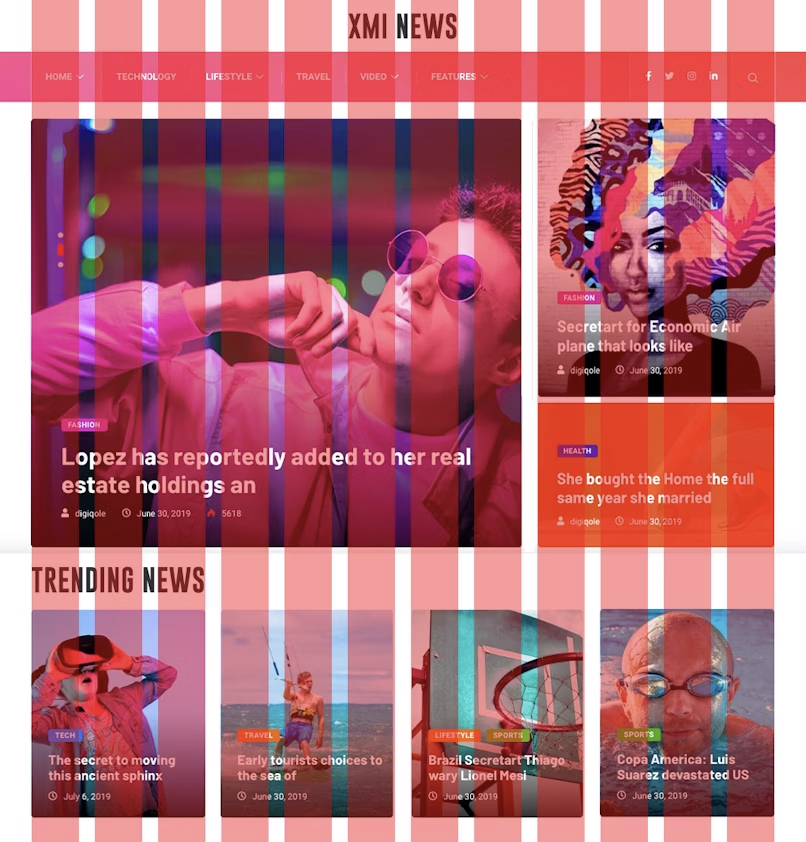 XMI NEWS
HOME TECHNOLOGY LIFESTYLE TRAVEL VIDEO FEATURES
FASHION
Lopez has reportedly added to her real
estate holdings an
digiqole June 30, 2019 5618
FASHION
Secretart for Economic Air
plane that looks like
digiqole June 30, 2019
HEALTH
She bought the Home the full
same year she married
digiqole June 30, 2019
TRENDING NEWS
TECH
The secret to moving
this ancient sphinx
July 6, 2019
TRAVEL
Early tourists choices to
the sea of
June 30, 2019
LIFESTYLE SPORTS
Brazil Secretart Thiago
wary Lionel Mesi
June 30, 2019
SPORTS
Copa America: Luis
Suarez devastated US
June 30, 2019